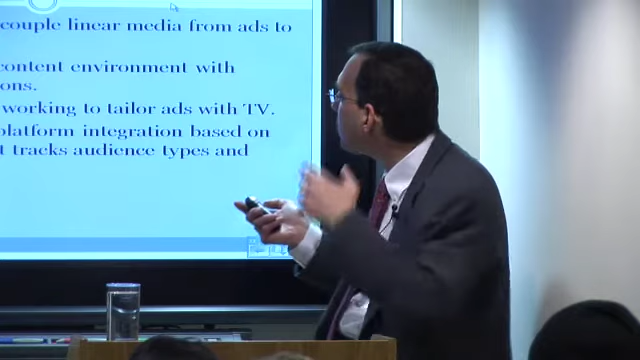 couple linear media from ads to
content environment with
ons.
working to tailor ads with TV.
platform integration based on
t tracks audience types and